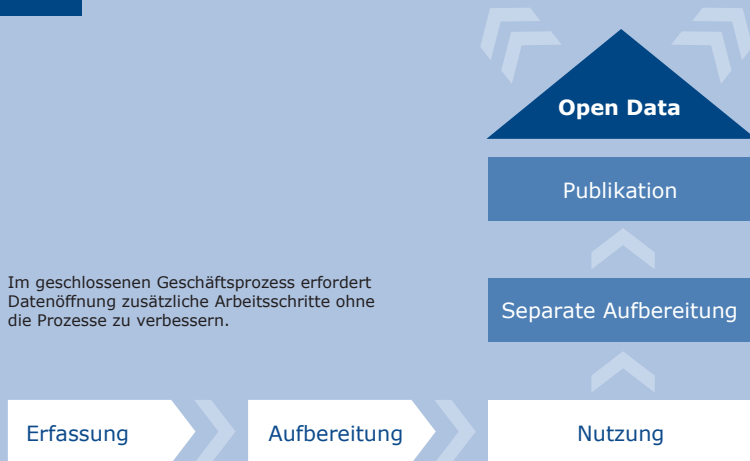 Open Data
Publikation
Im geschlossenen Geschäftsprozess erfordert
Datenöffnung zusätzliche Arbeitsschritte ohne
die Prozesse zu verbessern.
Separate Aufbereitung
Erfassung
Aufbereitung
Nutzung